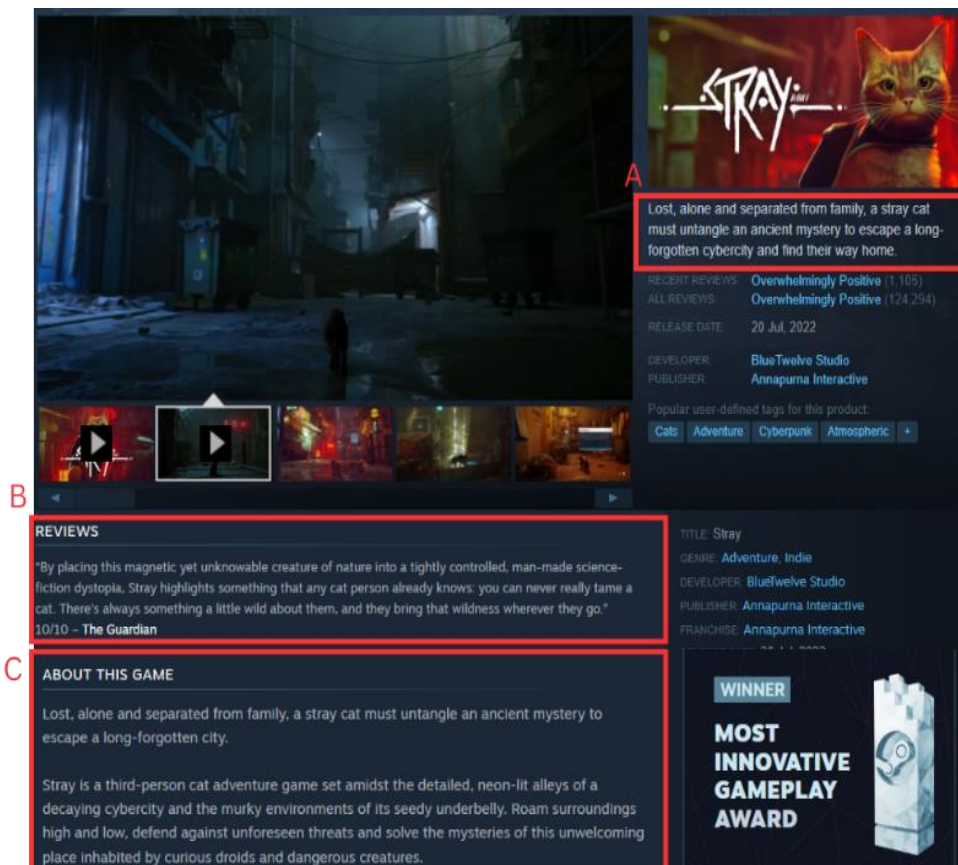 STRAY
A
Lost, alone and separated from family, a stray cat
must untangle an ancient mystery to escape a long-
forgotten cybercity and find their way home.
RECENT REVIEWS: Overwhelmingly Positive (1,105)
ALL REVIEWS: Overwhelmingly Positive (124,294)
RELEASE DATE: 20 Jul, 2022
DEVELOPER: BlueTwelve Studio
PUBLISHER: Annapurna Interactive
Popular user-defined tags for this product:
Cats Adventure Cyberpunk Atmospheric +
B
REVIEWS
"By placing this magnetic yet unknowable creature of nature into a tightly controlled, man-made science-
fiction dystopia, Stray highlights something that any cat person already knows: you can never really tame a
cat. There's always something a little wild about them, and they bring that wildness wherever they go."
10/10 – The Guardian
TITLE: Stray
GENRE: Adventure, Indie
DEVELOPER: BlueTwelve Studio
PUBLISHER: Annapurna Interactive
FRANCHISE: Annapurna Interactive
C
ABOUT THIS GAME
Lost, alone and separated from family, a stray cat must untangle an ancient mystery to
escape a long-forgotten city.
Stray is a third-person cat adventure game set amidst the detailed, neon-lit alleys of a
decaying cybercity and the murky environments of its seedy underbelly. Roam surroundings
high and low, defend against unforeseen threats and solve the mysteries of this unwelcoming
place inhabited by curious droids and dangerous creatures.
WINNER
MOST
INNOVATIVE
GAMEPLAY
AWARD